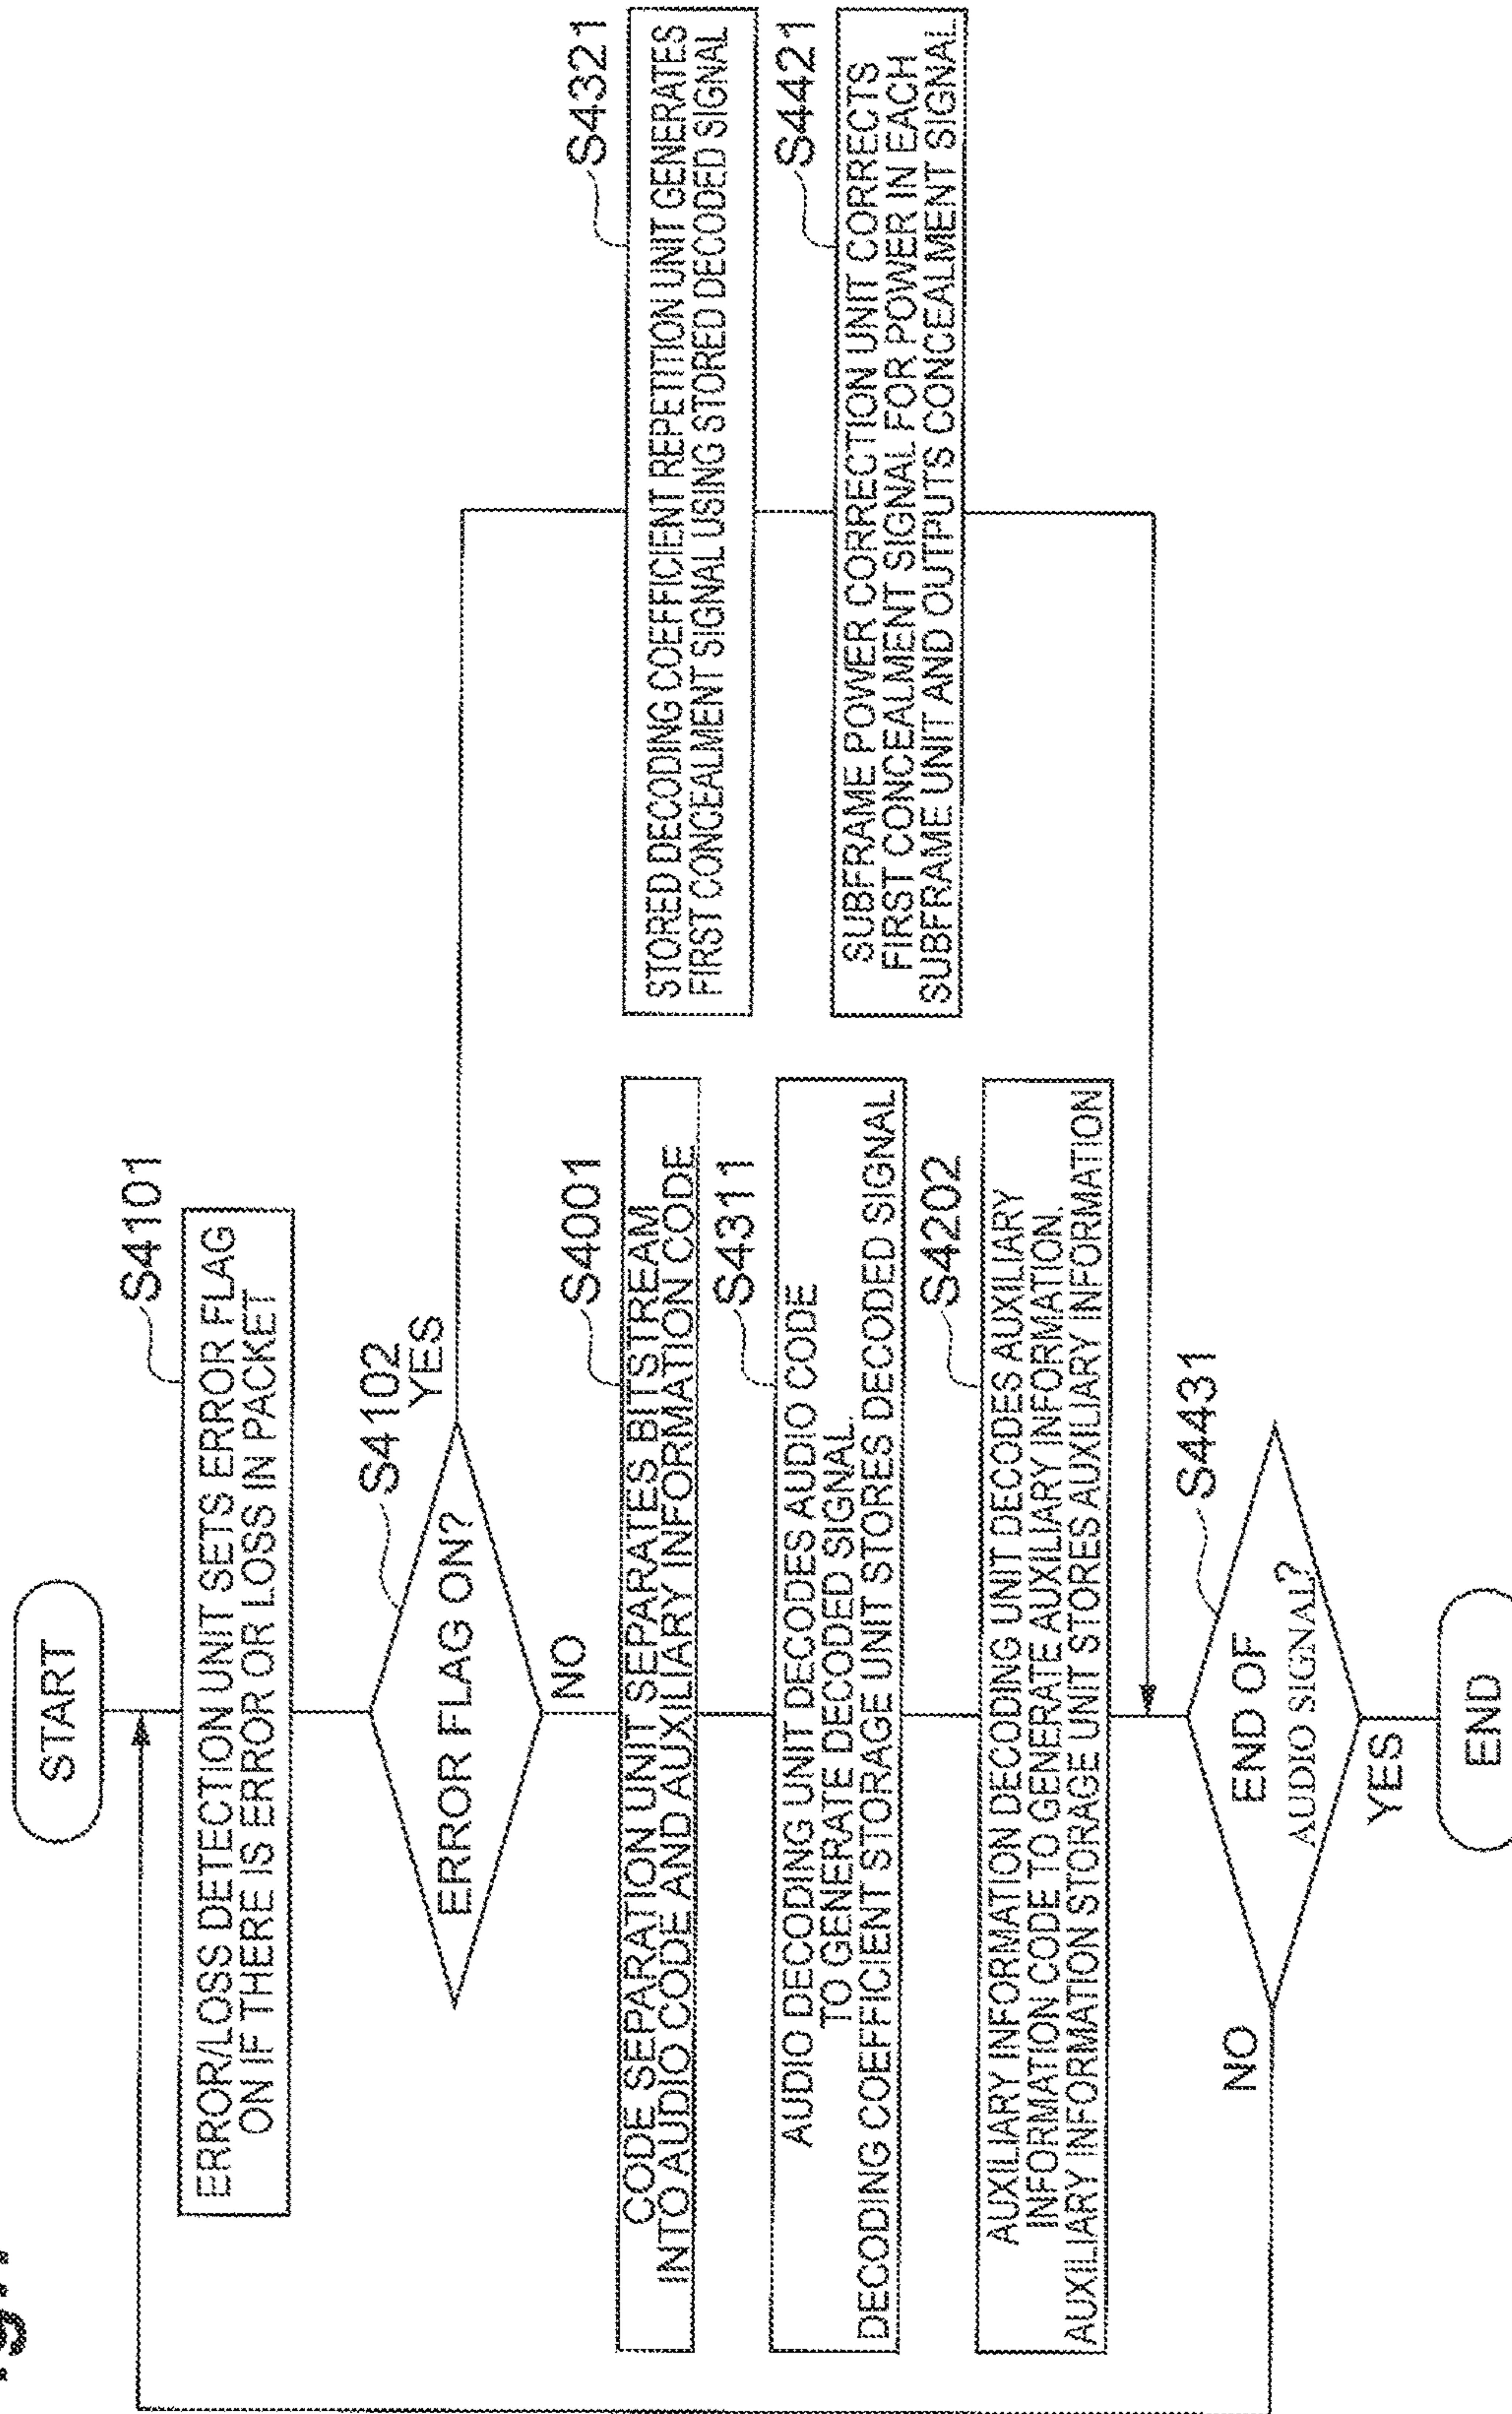 START
S4101
ERROR/LOSS DETECTION UNIT SETS ERROR FLAG
ON IF THERE IS ERROR OR LOSS IN PACKET
S4102
ERROR FLAG ON?
YES
NO
S4001
CODE SEPARATION UNIT SEPARATES BITSTREAM
INTO AUDIO CODE AND AUXILIARY INFORMATION CODE
S4311
AUDIO DECODING UNIT DECODES AUDIO CODE
TO GENERATE DECODED SIGNAL.
DECODING COEFFICIENT STORAGE UNIT STORES DECODED SIGNAL
S4202
AUXILIARY INFORMATION DECODING UNIT DECODES AUXILIARY
INFORMATION CODE TO GENERATE AUXILIARY INFORMATION.
AUXILIARY INFORMATION STORAGE UNIT STORES AUXILIARY INFORMATION
S4321
STORED DECODING COEFFICIENT REPETITION UNIT GENERATES
FIRST CONCEALMENT SIGNAL USING STORED DECODED SIGNAL
S4421
SUBFRAME POWER CORRECTION UNIT CORRECTS
FIRST CONCEALMENT SIGNAL FOR POWER IN EACH
SUBFRAME UNIT AND OUTPUTS CONCEALMENT SIGNAL
S4431
END OF
AUDIO SIGNAL?
NO
YES
END